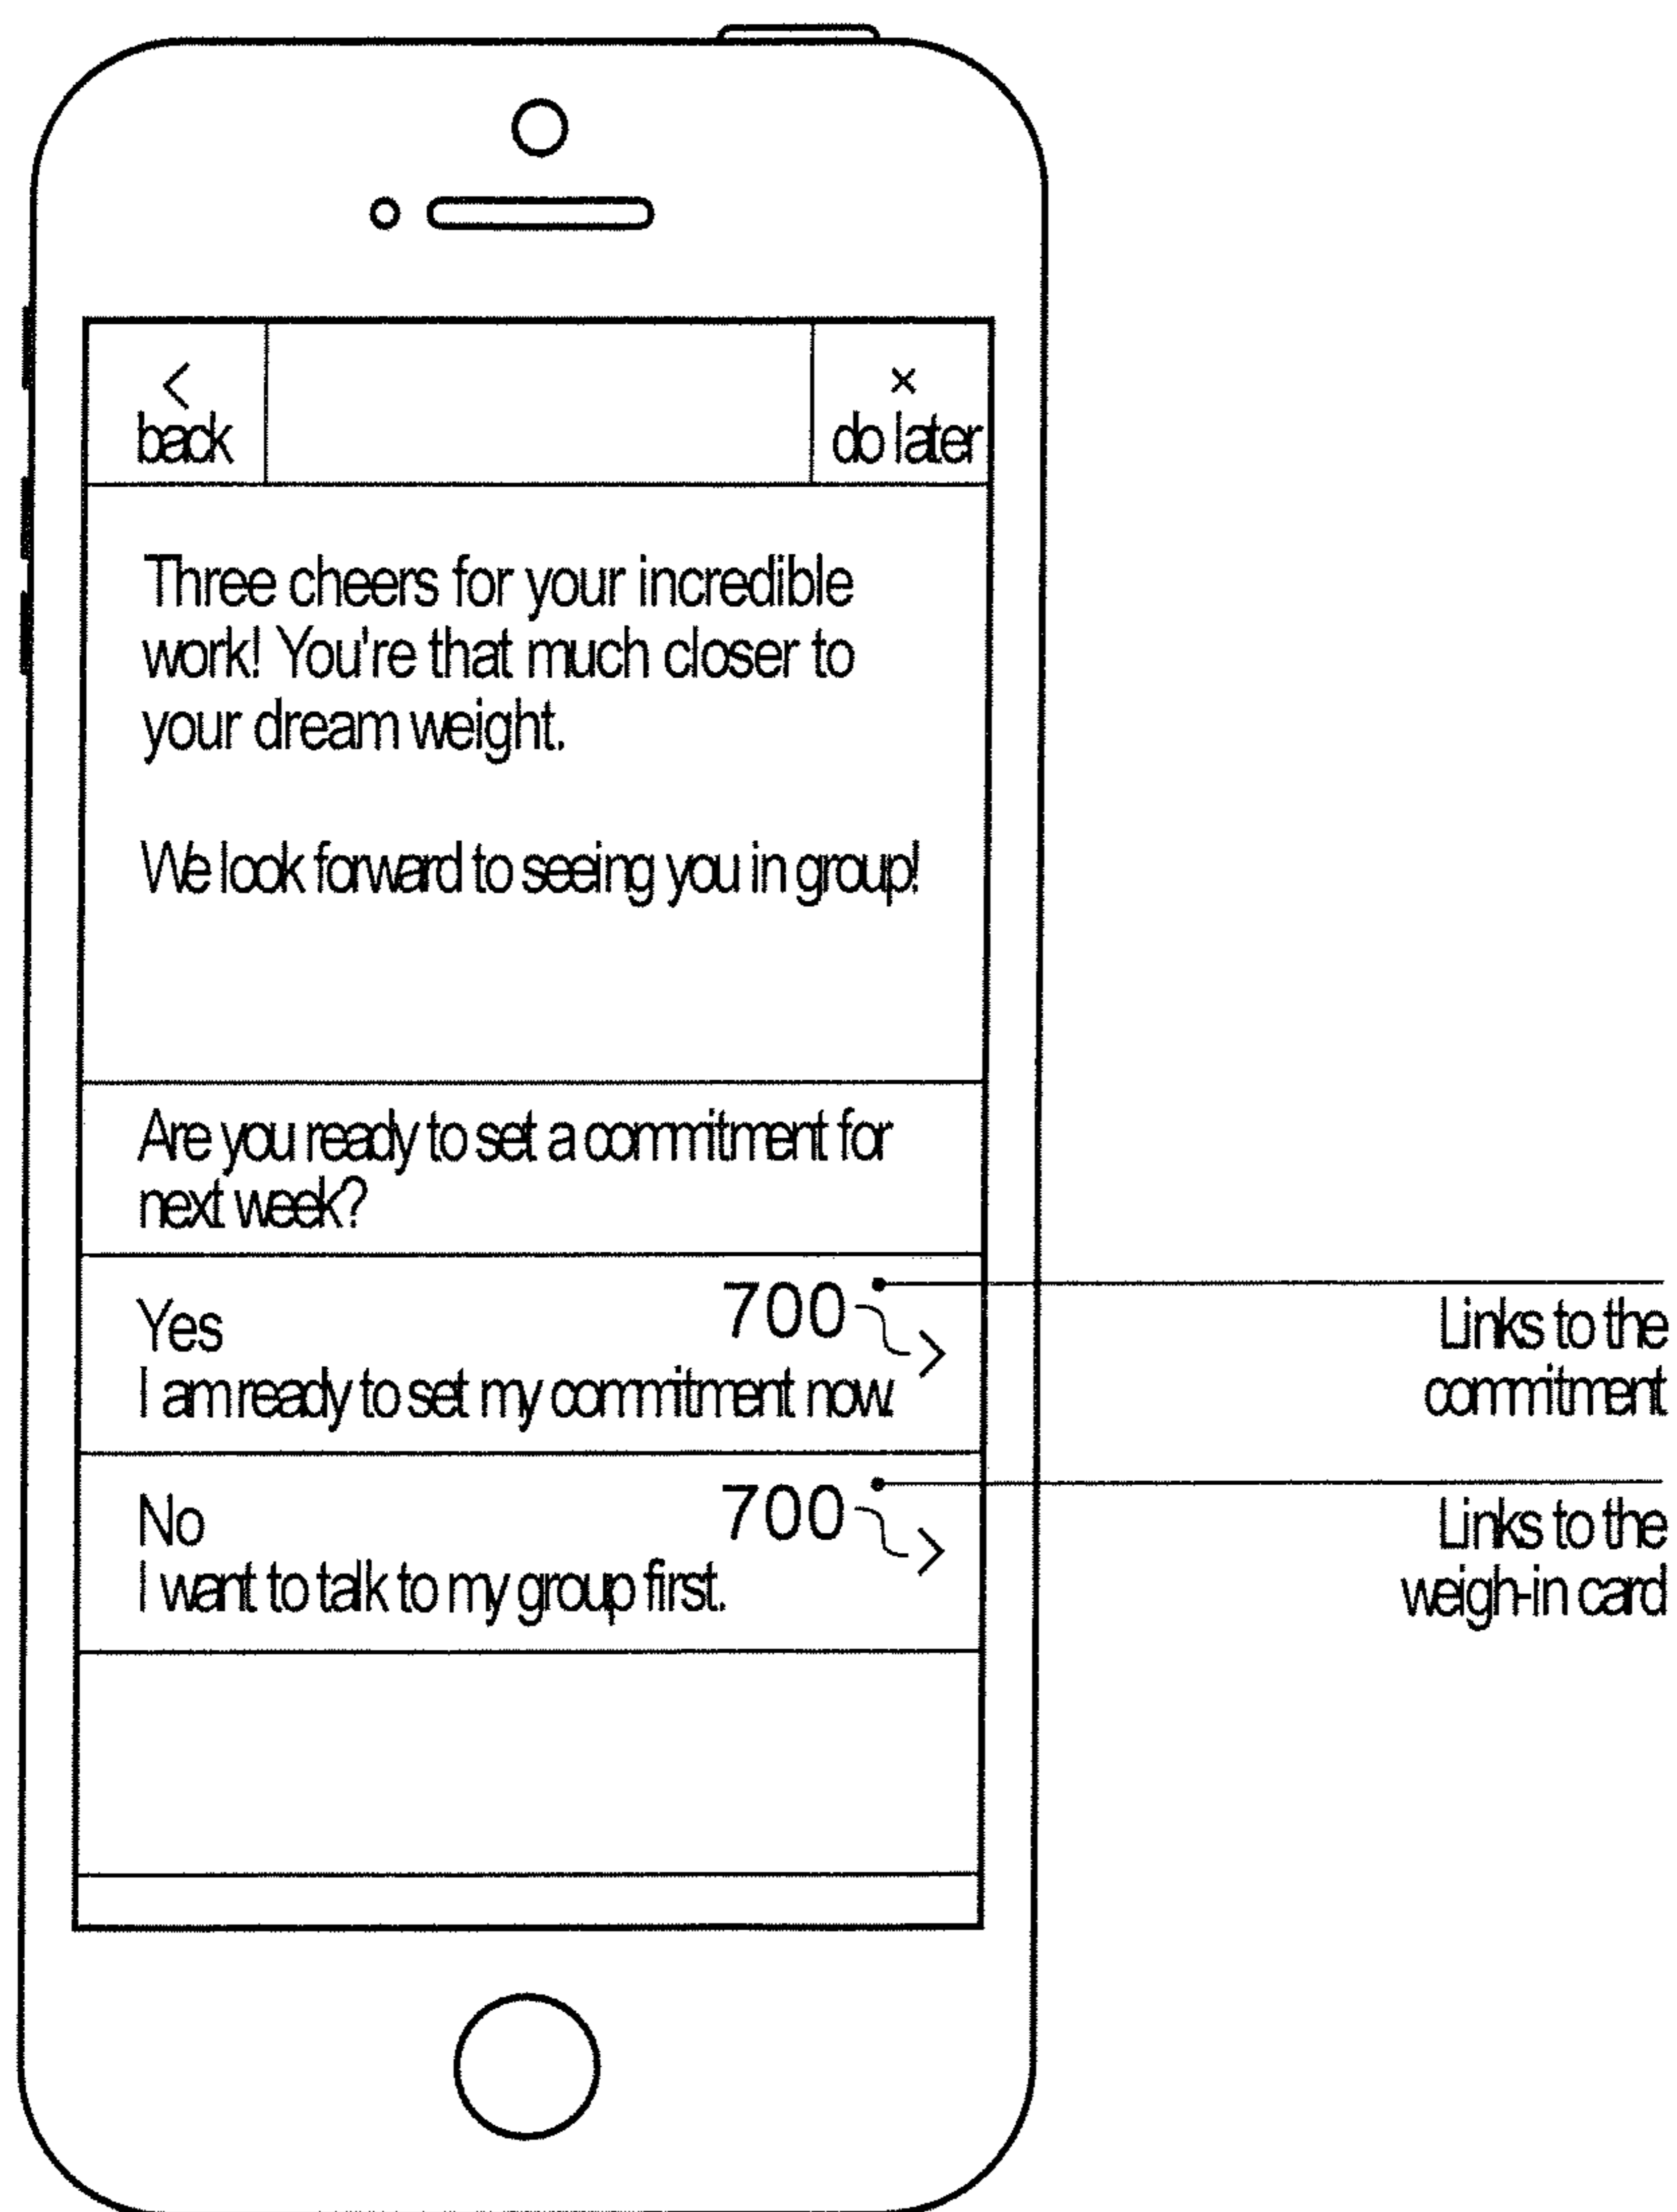 <
back
×
do later
Three cheers for your incredible
work! You're that much closer to
your dream weight.
We look forward to seeing you in group!
Are you ready to set a commitment for
next week?
Yes
700
>
I am ready to set my commitment now.
Links to the
commitment
No
700
>
I want to talk to my group first.
Links to the
weigh-in card